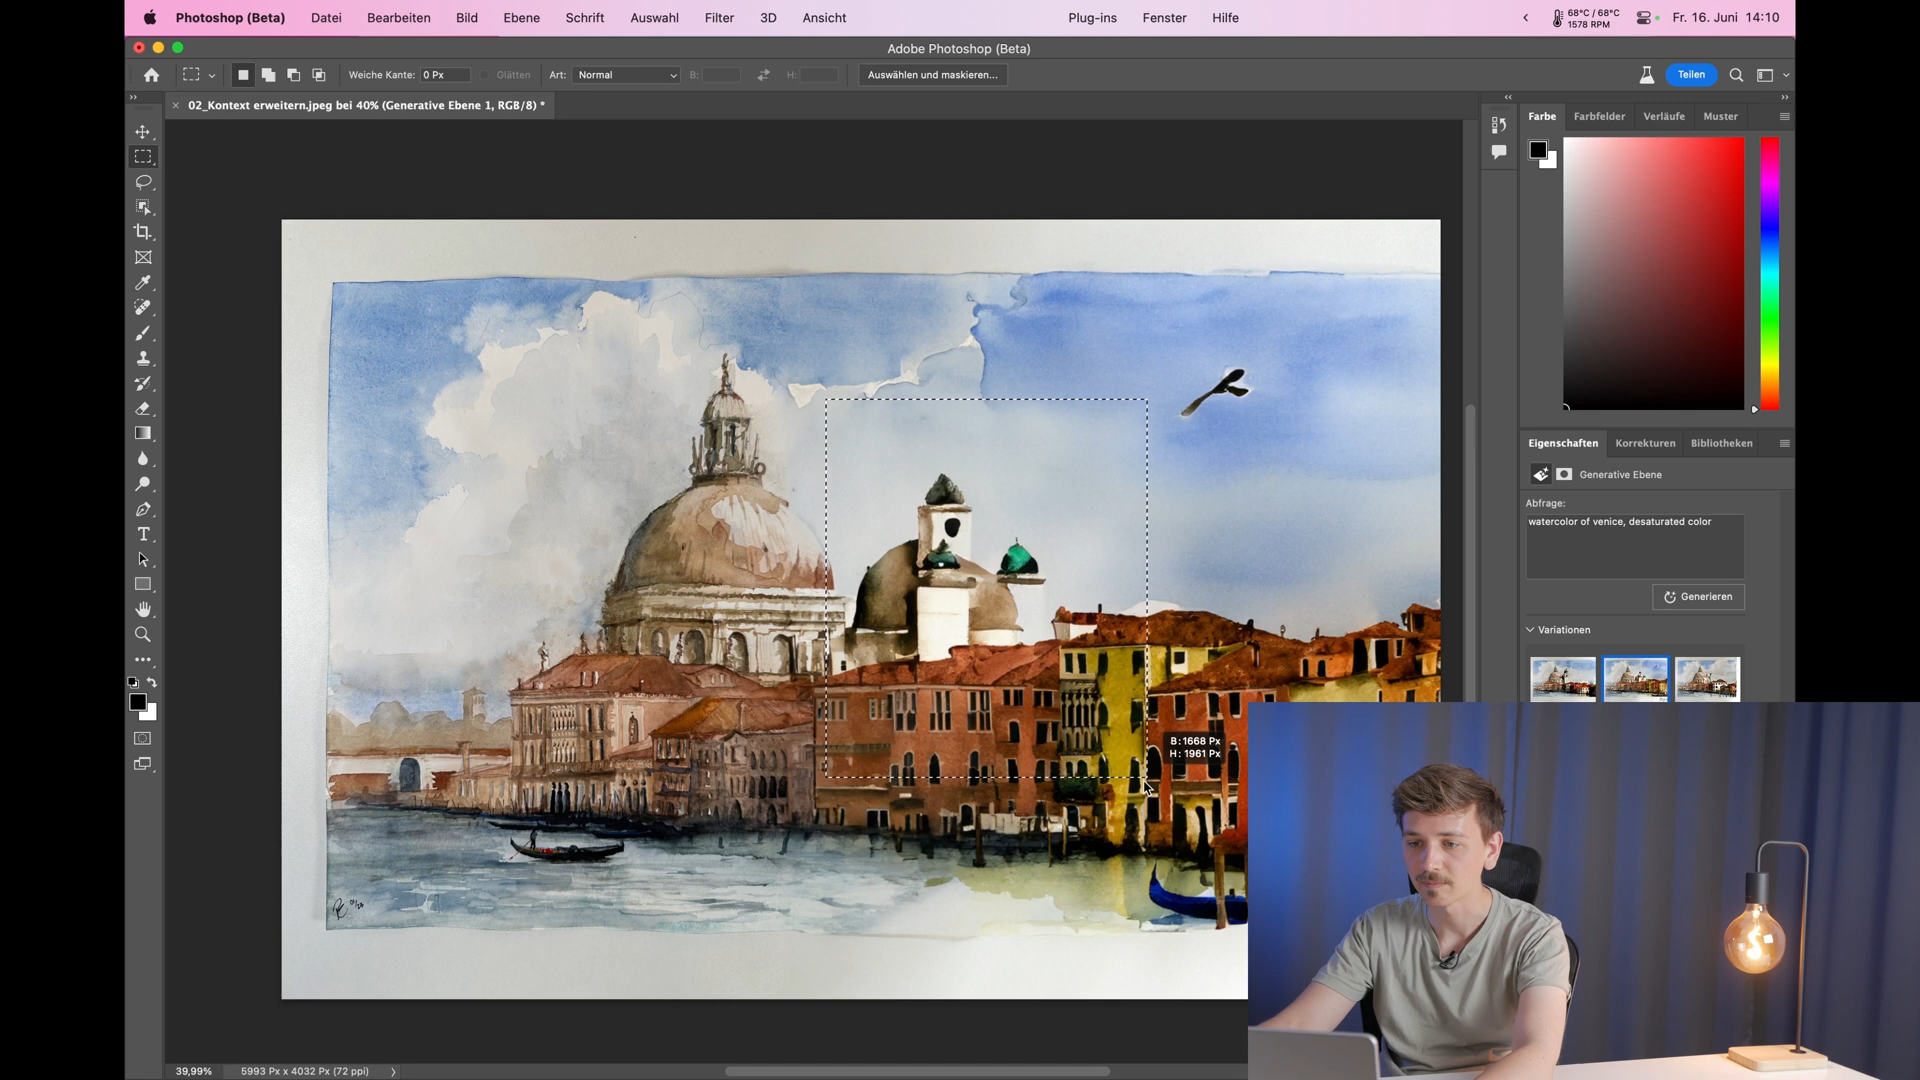 Photoshop (Beta) Datei Bearbeiten Bild Ebene Schrift Auswahl Filter 3D Ansicht Plug-ins Fenster Hilfe 68°C / 68°C Fr. 16. Juni 14:10
1578 RPM
Adobe Photoshop (Beta)
Weiche Kante: 0 Px Glätten Art: Normal B: H: Auswählen und maskieren... Teilen
02_Kontext erweitern.jpeg bei 40% (Generative Ebene 1, RGB/8) *
Farbe Farbfelder Verläufe Muster
Eigenschaften Korrekturen Bibliotheken
Generative Ebene
Abfrage:
watercolor of venice, desaturated color
Generieren
Variationen
B: 1668 Px
H: 1961 Px
39,99% 5993 Px x 4032 Px (72 ppi)